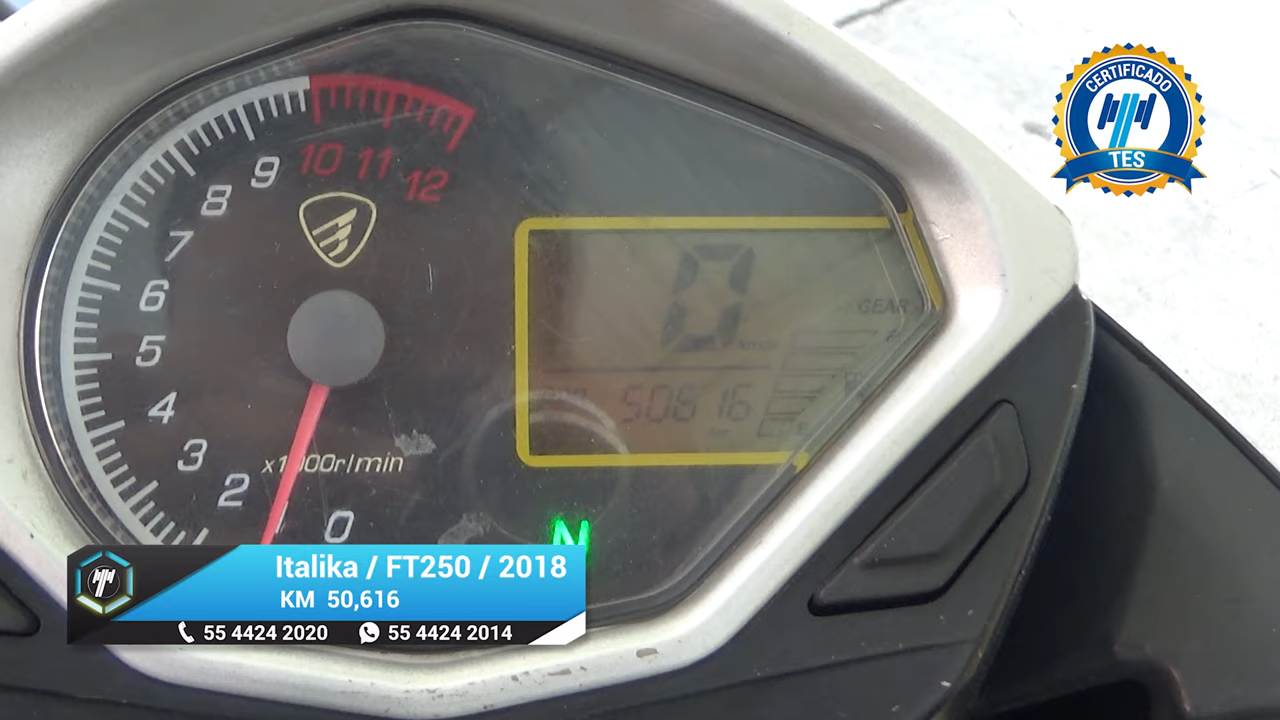 CERTIFICADO
TES
0
2
3
4
5
6
7
8
9
10
11
12
x1000r/min
0
GEAR
50616
N
Italika / FT250 / 2018
KM 50,616
55 4424 2020 55 4424 2014